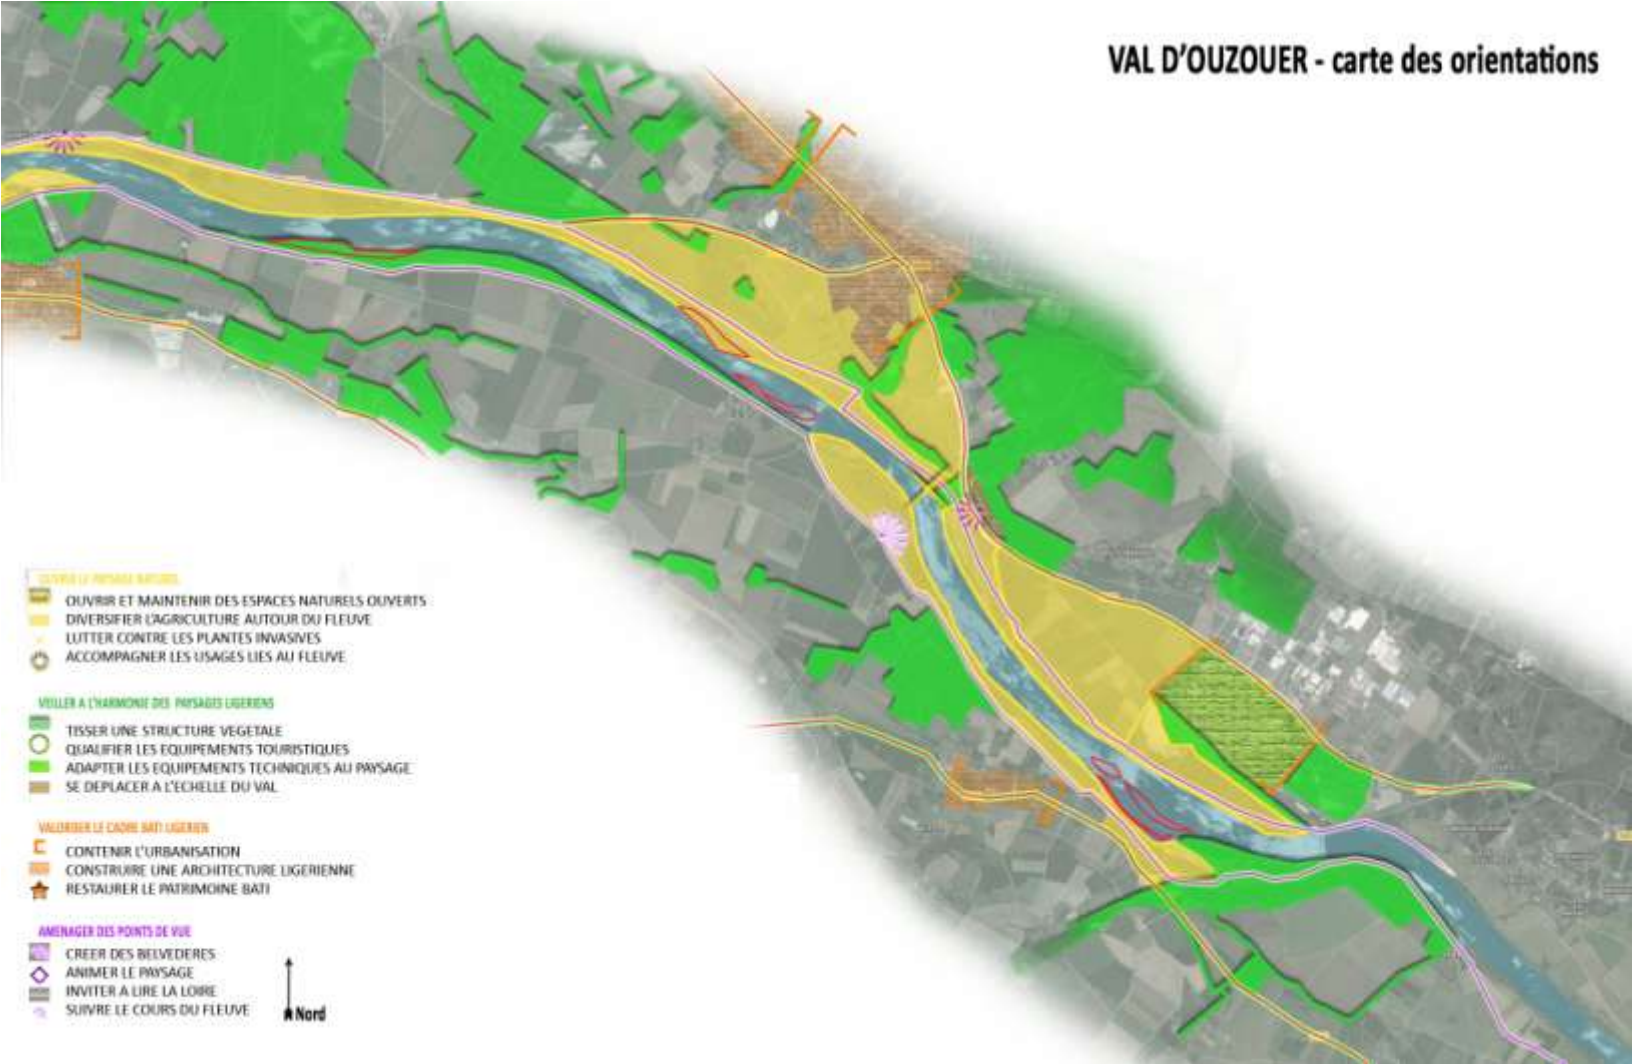 VAL D'OUZOUER - carte des orientations
OUVRIR LE PAYSAGE NATUREL
OUVRIR ET MAINTENIR DES ESPACES NATURELS OUVERTS
DIVERSIFIER L'AGRICULTURE AUTOUR DU FLEUVE
LUTTER CONTRE LES PLANTES INVASIVES
ACCOMPAGNER LES USAGES LIES AU FLEUVE
VEILLER A L'HARMONIE DES PAYSAGES LIGERIENS
TISSER UNE STRUCTURE VEGETALE
QUALIFIER LES EQUIPEMENTS TOURISTIQUES
ADAPTER LES EQUIPEMENTS TECHNIQUES AU PAYSAGE
SE DEPLACER A L'ECHELLE DU VAL
VALORISER LE CADRE BATI LIGERIEN
CONTENIR L'URBANISATION
CONSTRUIRE UNE ARCHITECTURE LIGERIENNE
RESTAURER LE PATRIMOINE BATI
AMENAGER DES POINTS DE VUE
CREER DES BELVEDERES
ANIMER LE PAYSAGE
INVITER A LIRE LA LOIRE
SUIVRE LE COURS DU FLEUVE
Nord